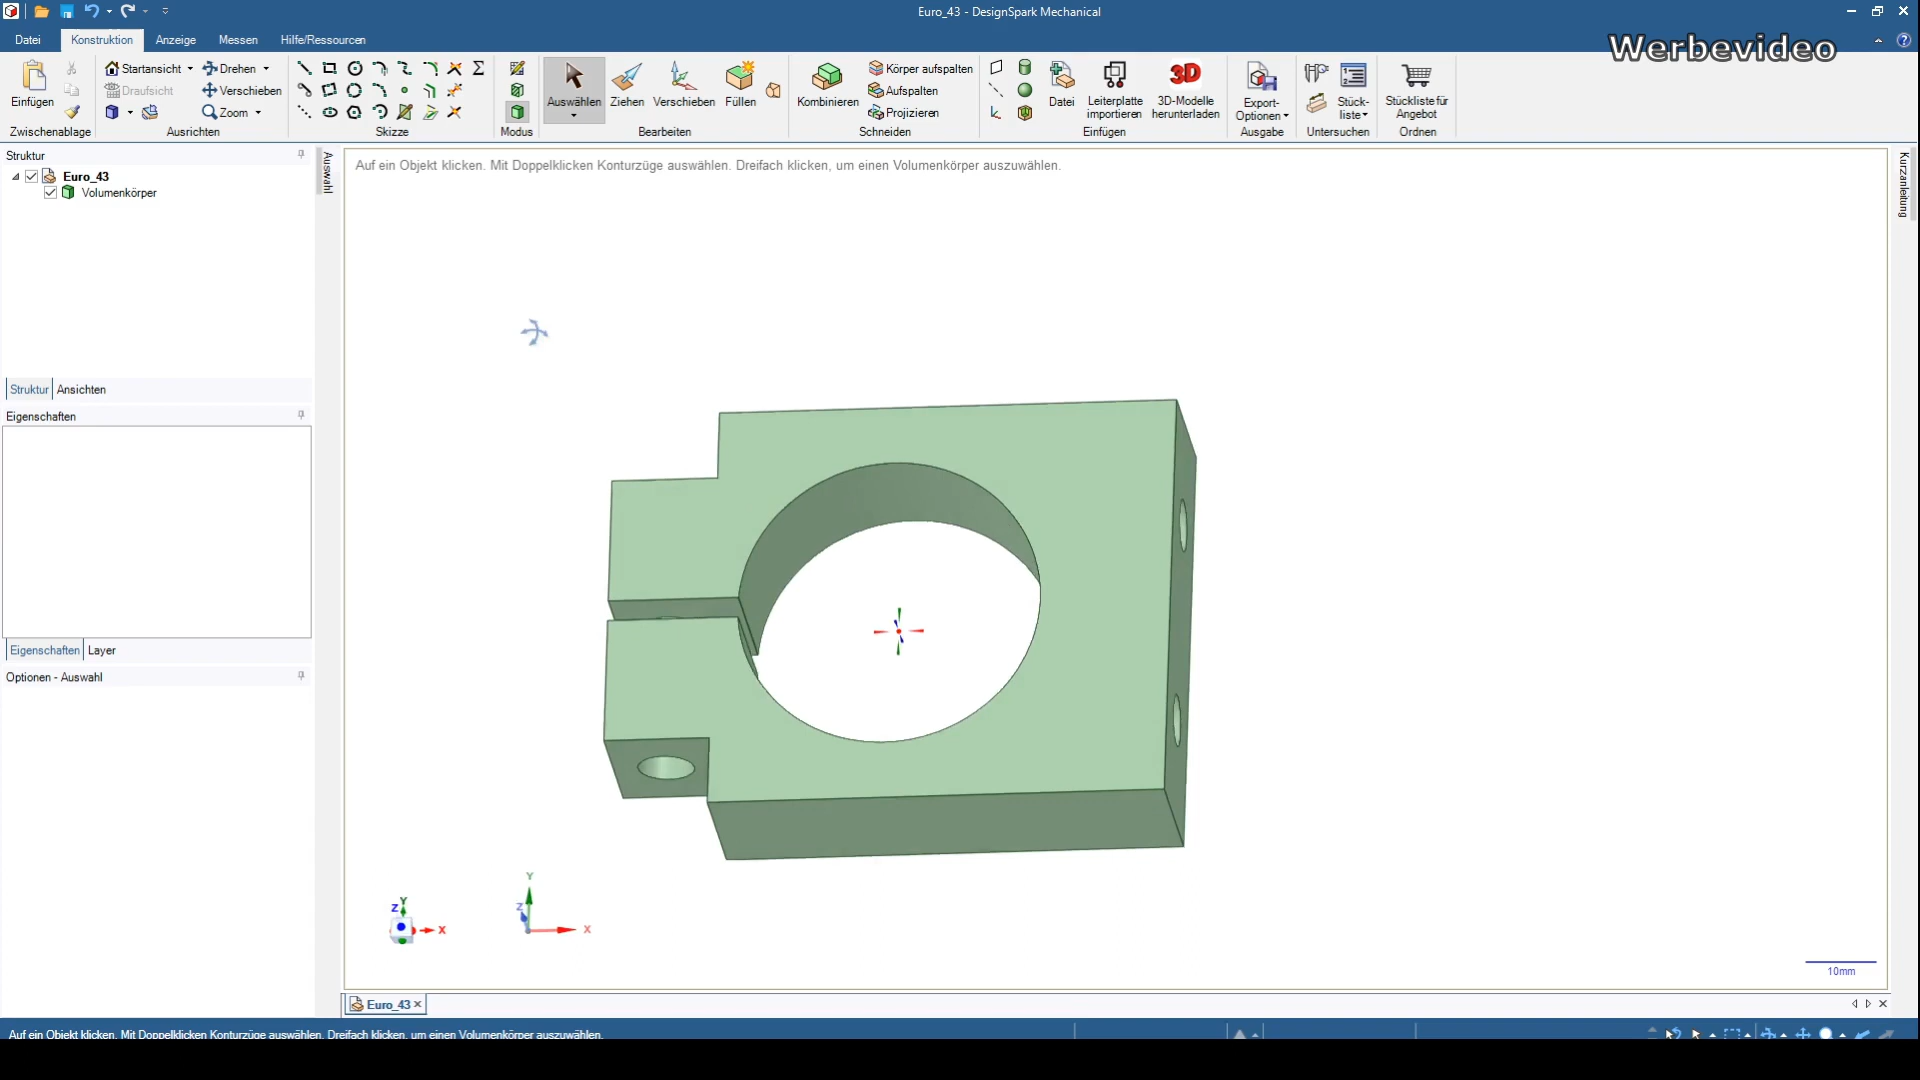 Euro_43 - DesignSpark Mechanical
Datei Konstruktion Anzeige Messen Hilfe/Ressourcen
Werbevideo
Einfügen
Zwischenablage
Startansicht Drehen
Draufsicht Verschieben
Zoom
Ausrichten
Skizze
Modus
Auswählen Ziehen Verschieben Füllen
Bearbeiten
Kombinieren
Körper aufspalten
Aufspalten
Projizieren
Schneiden
Datei
Leiterplatte
importieren
3D
3D-Modelle
herunterladen
Einfügen
Export-
Optionen
Ausgabe
Stück-
liste
Untersuchen
Stückliste für
Angebot
Ordnen
Struktur
Euro_43
Volumenkörper
Struktur Ansichten
Eigenschaften
Eigenschaften Layer
Optionen - Auswahl
Auswahl
Auf ein Objekt klicken. Mit Doppelklicken Konturzüge auswählen. Dreifach klicken, um einen Volumenkörper auszuwählen.
Kurzanleitung
Y
Z
X
Y
Z
X
10mm
Euro_43
Auf ein Objekt klicken. Mit Doppelklicken Konturzüge auswählen. Dreifach klicken, um einen Volumenkörper auszuwählen.